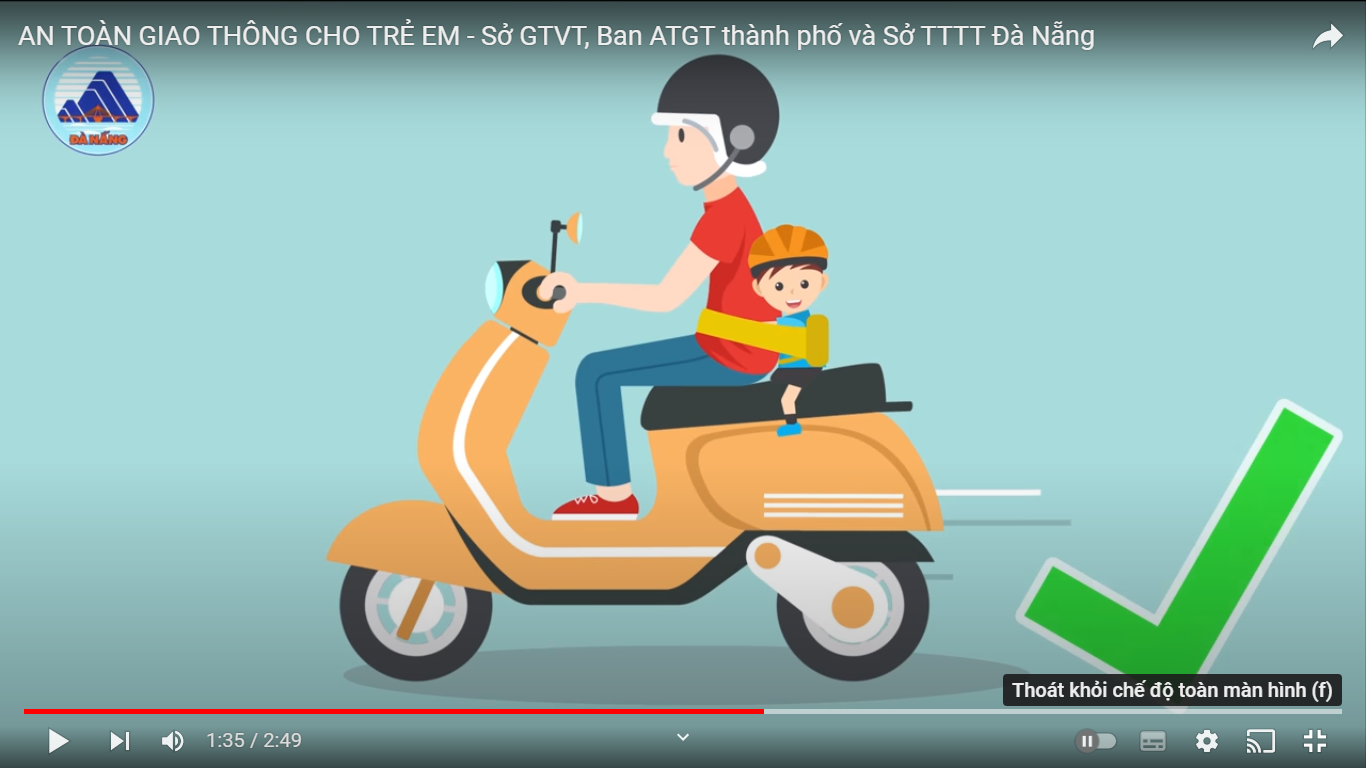 AN TOÀN GIAO THÔNG CHO TRẺ EM - Sở GTVT, Ban ATGT thành phố và Sở TTTT Đà Nẵng
ĐÀ NẴNG
Thoát khỏi chế độ toàn màn hình (f)
1:35 / 2:49